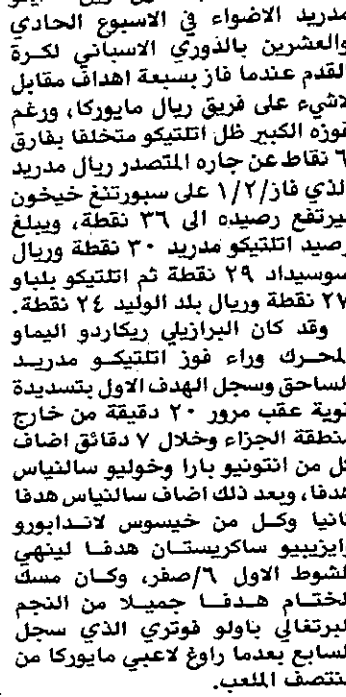 مدريد الاضواء في الاسبوع الحادي
والعشرين بالدوري الاسباني لكرة
القدم عندما فاز بسبعة اهداف مقابل
لاشيء على فريق ريال مايوركا، ورغم
فوزه الكبير ظل اتلتيكو متخلفا بفارق
٦ نقاط عن جاره المتصدر ريال مدريد
الذي فاز ١/٢ على سبورتنغ خيخون
ليرتفع رصيده الى ٣٦ نقطة، ويبلغ
رصيد اتلتيكو مدريد ٣٠ نقطة وريال
سوسيداد ٢٩ نقطة ثم اتلتيكو بلباو
٢٧ نقطة وريال بلد الوليد ٢٤ نقطة.
وقد كان البرازيلي ريكاردو اليماو
المحرك وراء فوز اتلتيكو مدريد
الساحق وسجل الهدف الاول بتسديدة
قوية عقب مرور ٢٠ دقيقة من خارج
منطقة الجزاء وخلال ٧ دقائق اضاف
كل من انتونيو بارا وخوليو سالنياس
هدفا، وبعد ذلك اضاف سالنياس هدفا
ثانيا وكل من خيسوس لاندابورو
وايزيبيو ساكريستان هدفا لينهي
الشوط الاول ٦/صفر، وكان مسك
الختام هدفا جميلا من النجم
البرتغالي باولو فوتري الذي سجل
السابع بعدما راوغ لاعبي مايوركا من
منتصف الملعب.